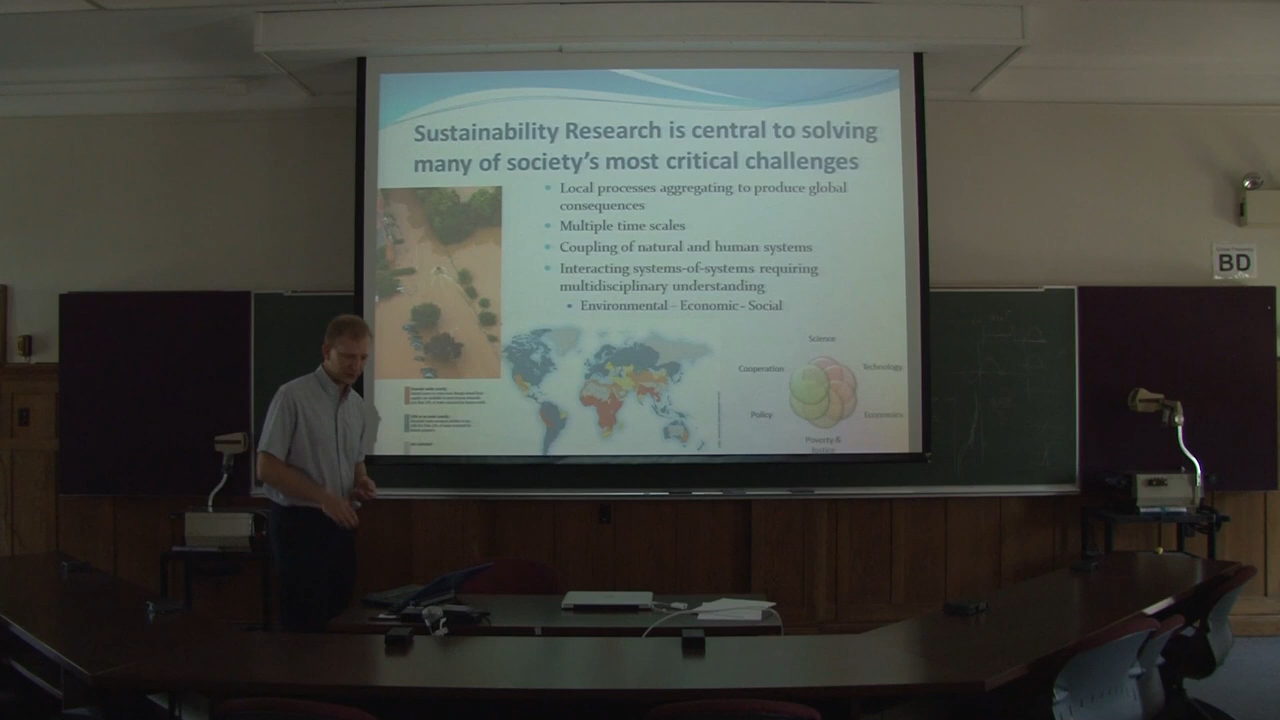 Sustainability Research is central to solving
many of society's most critical challenges
Local processes aggregating to produce global
consequences
Multiple time scales
Coupling of natural and human systems
Interacting systems-of-systems requiring
multidisciplinary understanding
Environmental - Economic - Social
Science
Cooperation
Technology
Policy
Economics
Poverty &
Justice
BD